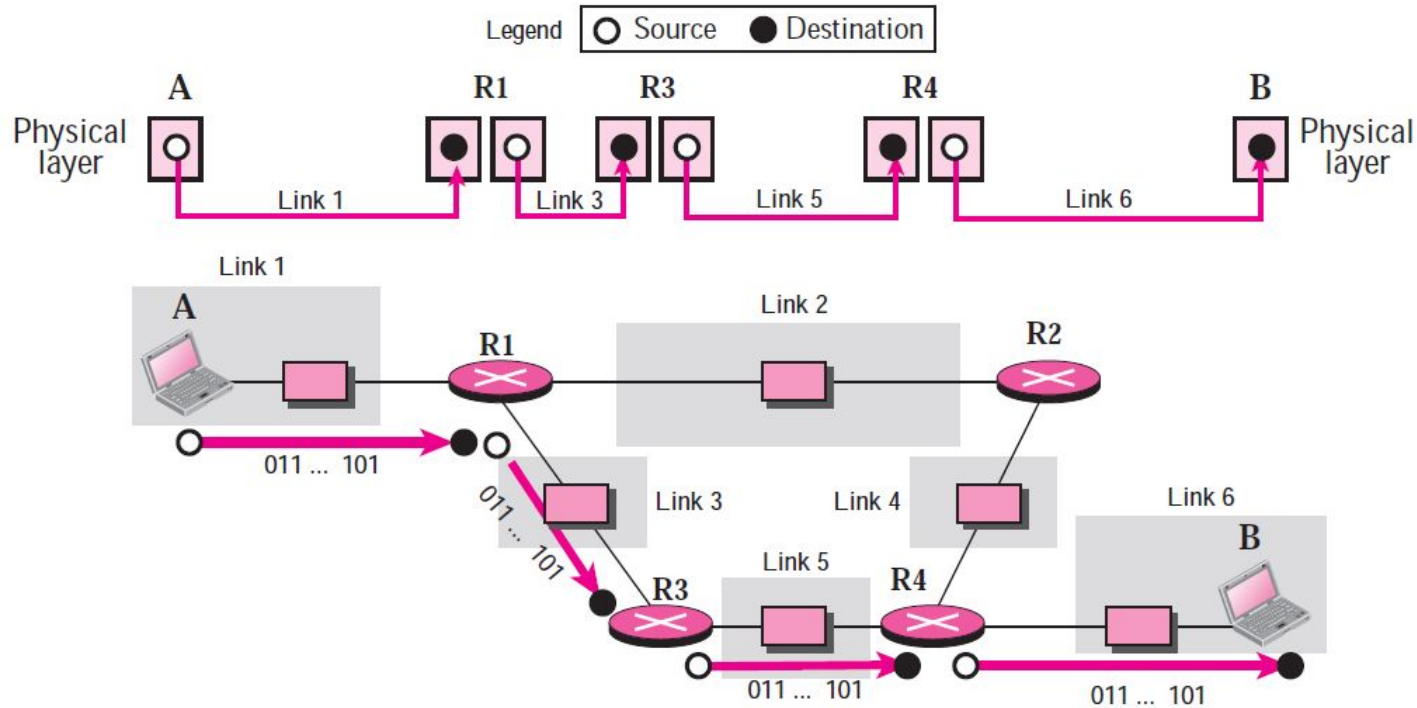 Legend Source Destination
A R1 R3 R4 B
Physical
layer
Physical
layer
Link 1 Link 3 Link 5 Link 6
Link 1
A
Link 2
R1
R2
011 ... 101
011 ... 101
Link 3
Link 4
Link 6
B
Link 5
R3
R4
011 ... 101
011 ... 101